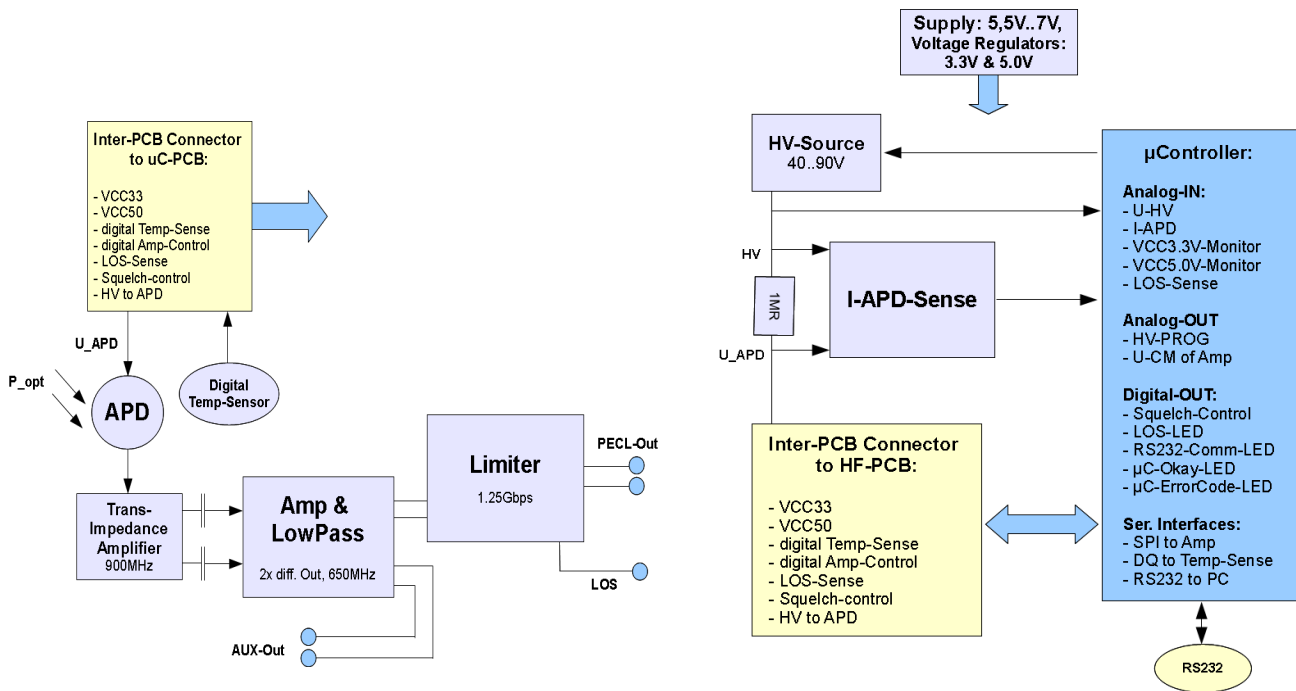 Supply: 5,5V..7V,
Voltage Regulators:
3.3V & 5.0V
Inter-PCB Connector
to uC-PCB:
- VCC33
- VCC50
- digital Temp-Sense
- digital Amp-Control
- LOS-Sense
- Squelch-control
- HV to APD
U_APD
P_opt
APD
Digital
Temp-Sensor
Trans-
Impedance
Amplifier
900MHz
Amp &
LowPass
2x diff. Out, 650MHz
Limiter
1.25Gbps
PECL-Out
LOS
AUX-Out
HV-Source
40..90V
HV
1MR
U_APD
I-APD-Sense
Inter-PCB Connector
to HF-PCB:
- VCC33
- VCC50
- digital Temp-Sense
- digital Amp-Control
- LOS-Sense
- Squelch-control
- HV to APD
µController:
Analog-IN:
- U-HV
- I-APD
- VCC3.3V-Monitor
- VCC5.0V-Monitor
- LOS-Sense
Analog-OUT
- HV-PROG
- U-CM of Amp
Digital-OUT:
- Squelch-Control
- LOS-LED
- RS232-Comm-LED
- µC-Okay-LED
- µC-ErrorCode-LED
Ser. Interfaces:
- SPI to Amp
- DQ to Temp-Sense
- RS232 to PC
RS232